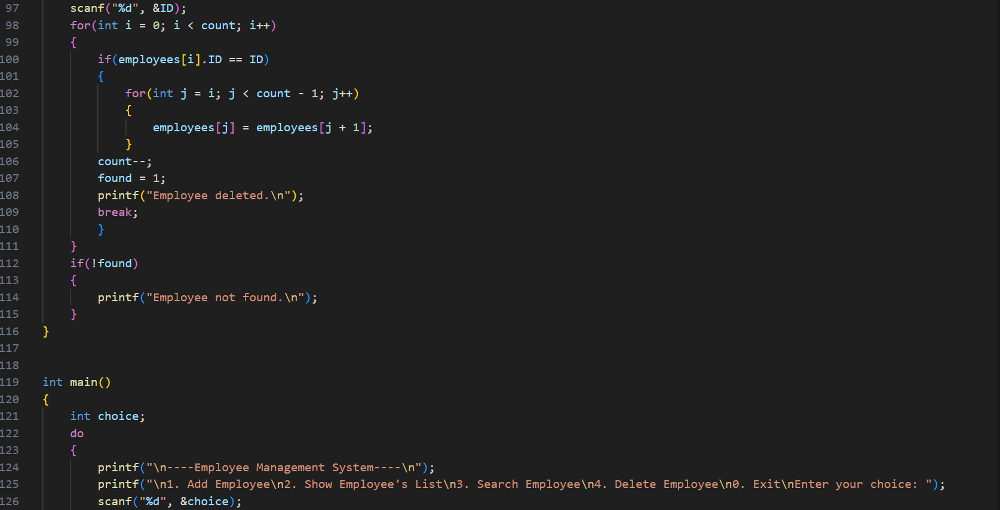 97 scanf("%d", &ID);
98 for(int i = 0; i < count; i++)
99 {
100 if(employees[i].ID == ID)
101 {
102 for(int j = i; j < count - 1; j++)
103 {
104 employees[j] = employees[j + 1];
105 }
106 count--;
107 found = 1;
108 printf("Employee deleted.\n");
109 break;
110 }
111 }
112 if(!found)
113 {
114 printf("Employee not found.\n");
115 }
116 }
117
118
119 int main()
120 {
121 int choice;
122 do
123 {
124 printf("\n----Employee Management System----\n");
125 printf("\n1. Add Employee\n2. Show Employee's List\n3. Search Employee\n4. Delete Employee\n0. Exit\nEnter your choice: ");
126 scanf("%d", &choice);